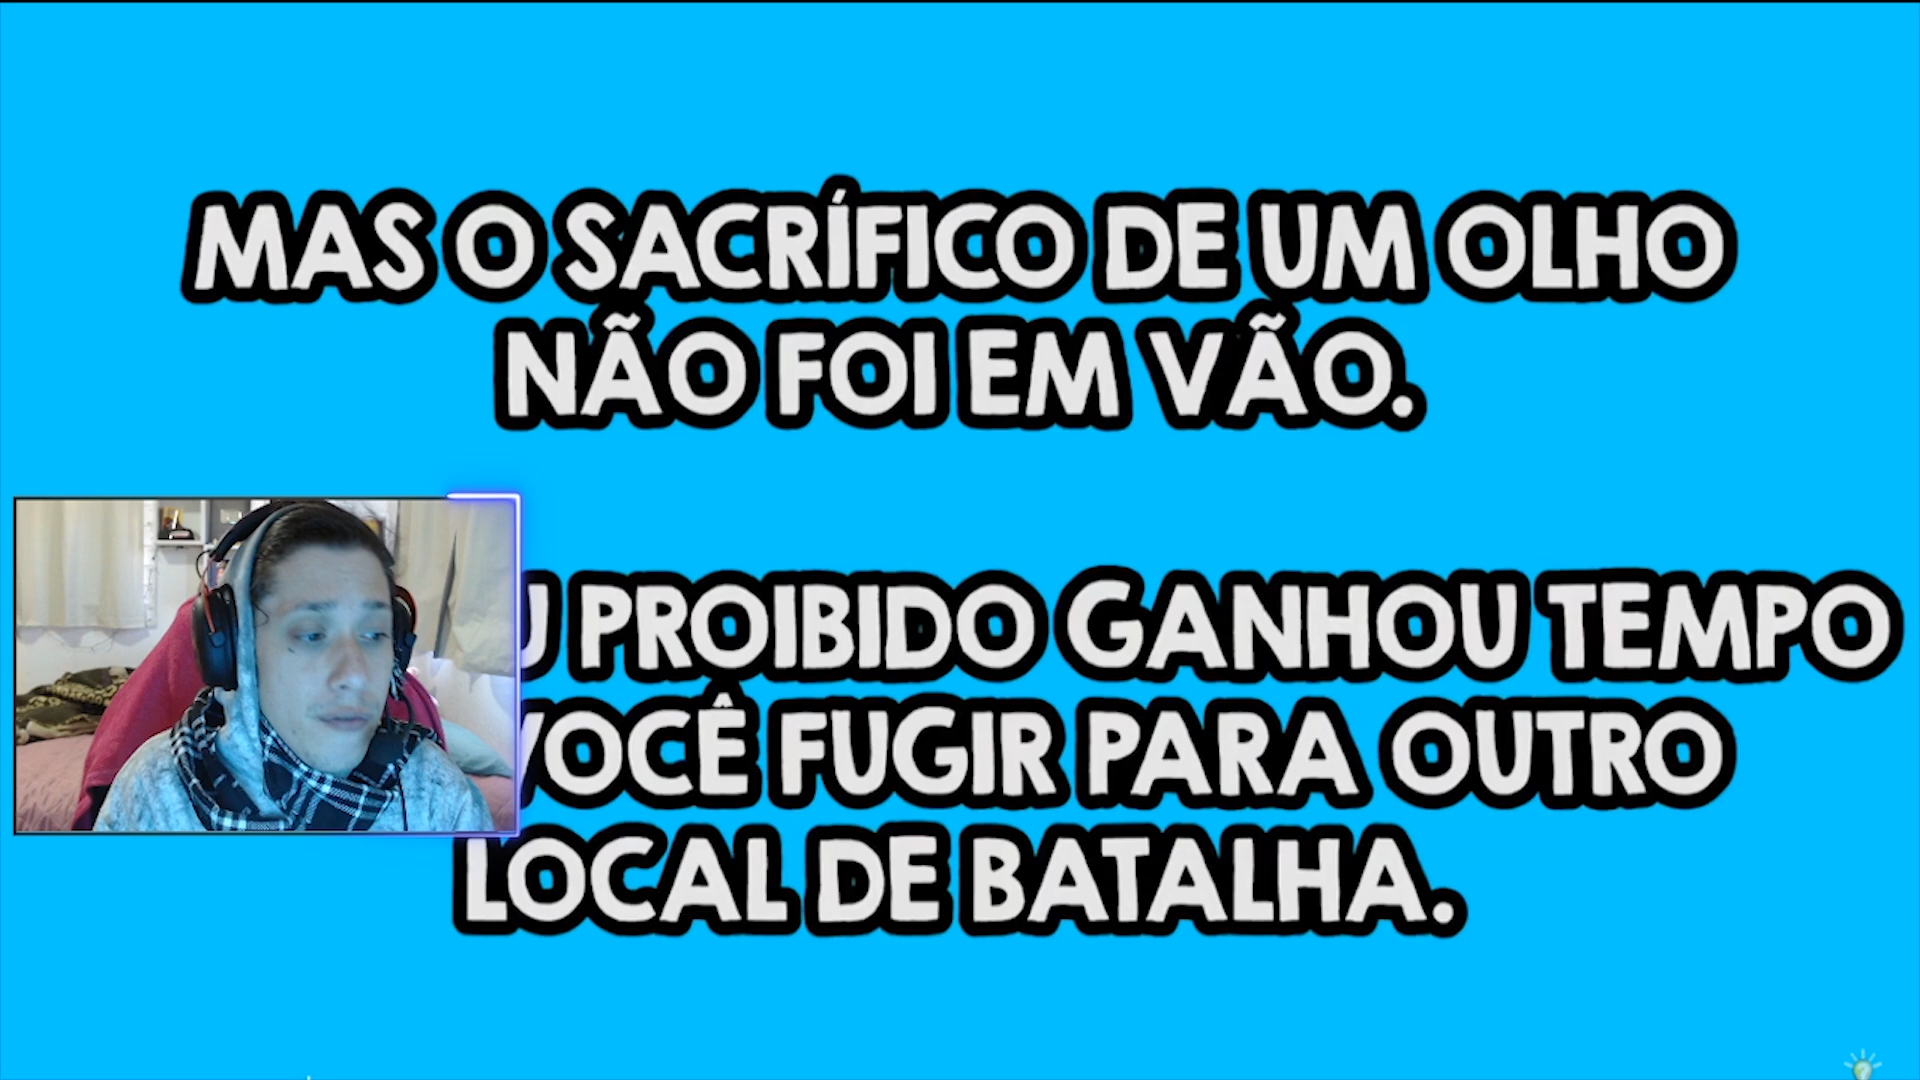 MAS O SACRÍFICO DE UM OLHO
NÃO FOI EM VÃO.
PROIBIDO GANHOU TEMPO
VOCÊ FUGIR PARA OUTRO
LOCAL DE BATALHA.